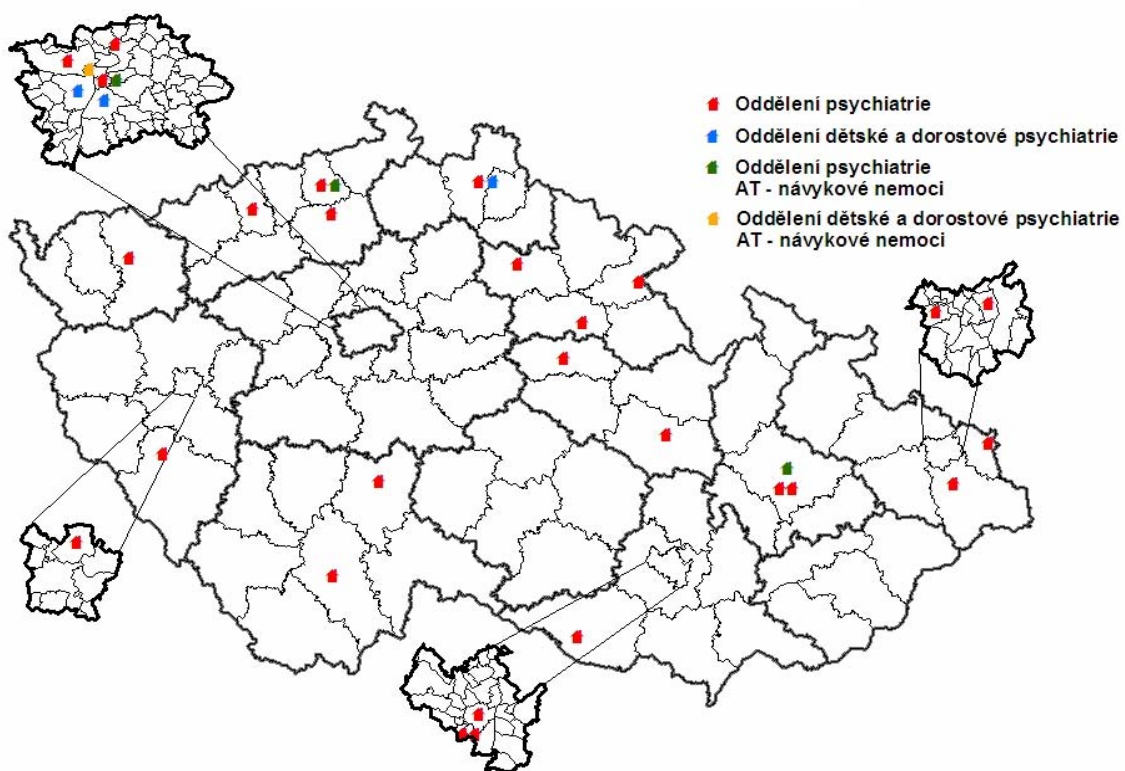 Oddělení psychiatrie
Oddělení dětské a dorostové psychiatrie
Oddělení psychiatrie
AT - návykové nemoci
Oddělení dětské a dorostové psychiatrie
AT - návykové nemoci